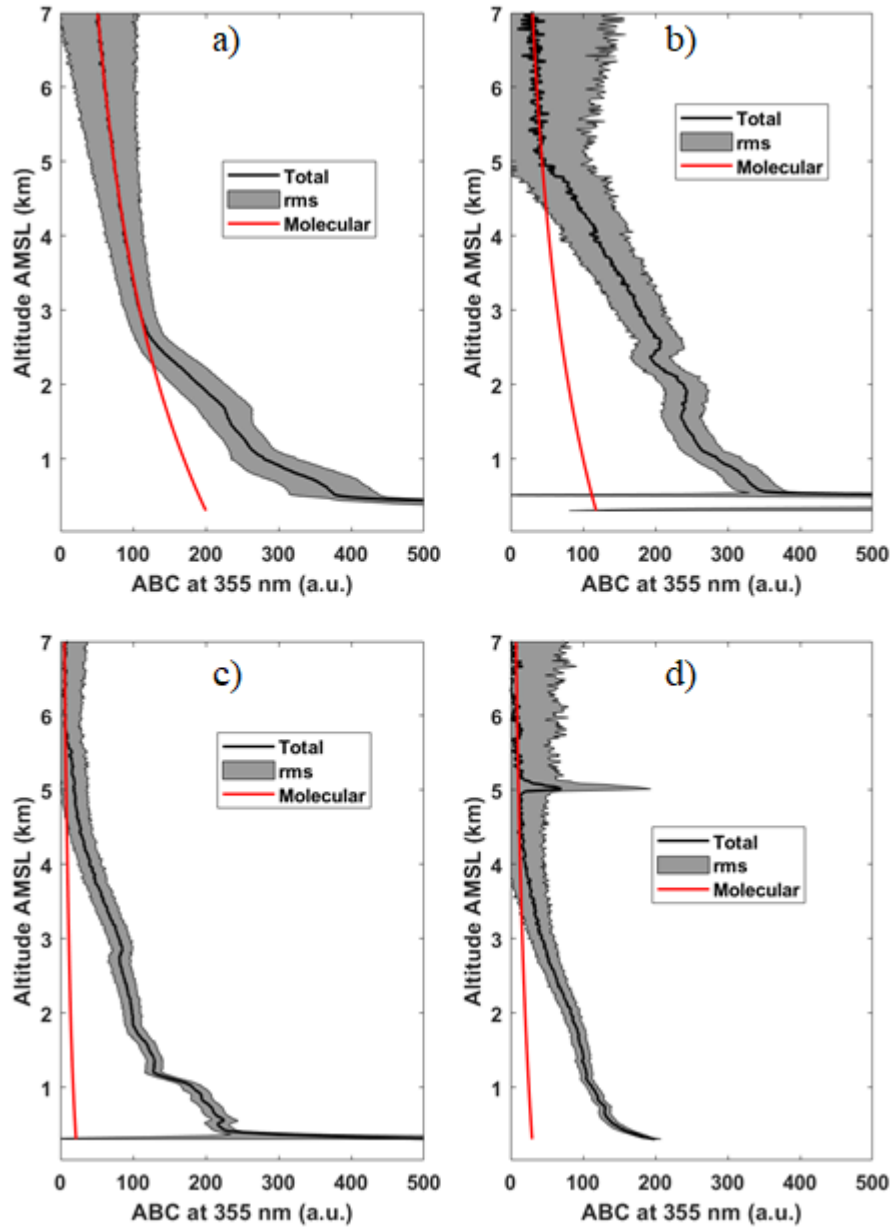 a)
7
6
5
4
3
2
1
Altitude AMSL (km)
Total
rms
Molecular
0 100 200 300 400 500
ABC at 355 nm (a.u.)
b)
7
6
5
4
3
2
1
Altitude AMSL (km)
Total
rms
Molecular
0 100 200 300 400 500
ABC at 355 nm (a.u.)
c)
7
6
5
4
3
2
1
Altitude AMSL (km)
Total
rms
Molecular
0 100 200 300 400 500
ABC at 355 nm (a.u.)
d)
7
6
5
4
3
2
1
Altitude AMSL (km)
Total
rms
Molecular
0 100 200 300 400 500
ABC at 355 nm (a.u.)